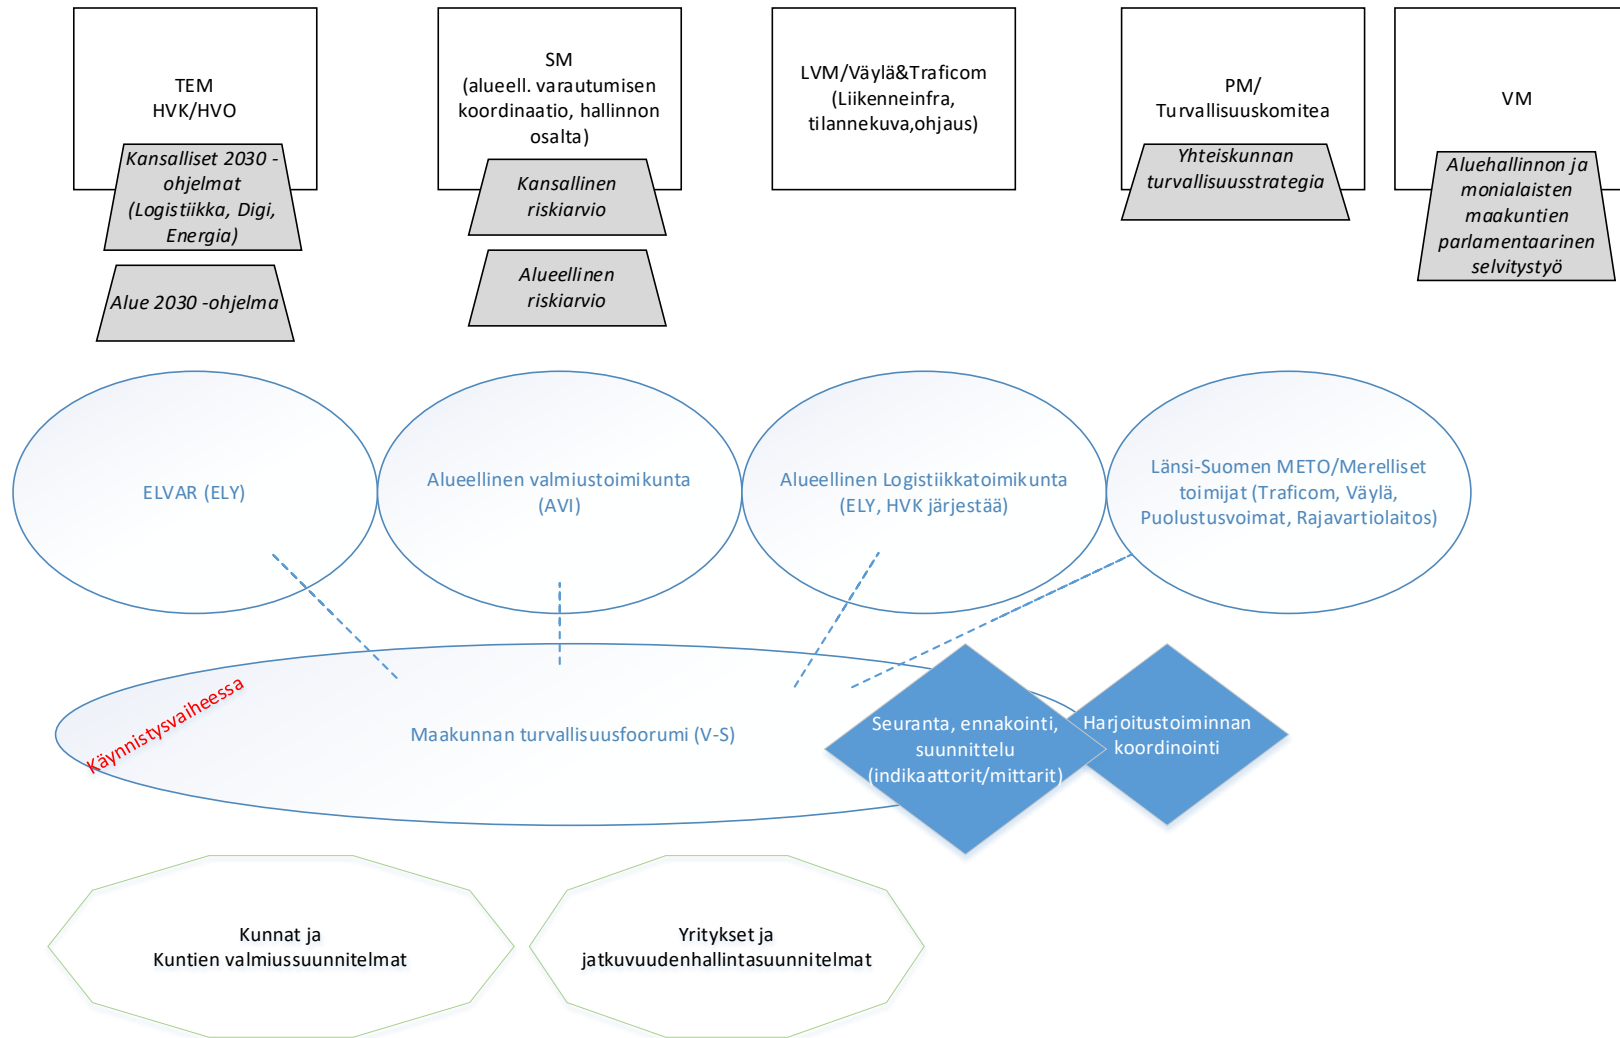 TEM
HVK/HVO
Kansalliset 2030 -
ohjelmat
(Logistiikka, Digi,
Energia)
Alue 2030 -ohjelma
SM
(alueell. varautumisen
koordinaatio, hallinnon
osalta)
Kansallinen
riskiarvio
Alueellinen
riskiarvio
LVM/Väylä&Traficom
(Liikenneinfra,
tilannekuva,ohjaus)
PM/
Turvallisuuskomitea
Yhteiskunnan
turvallisuusstrategia
VM
Aluehallinnon ja
monialaisten
maakuntien
parlamentaarinen
selvitystyö
ELVAR (ELY)
Alueellinen valmiustoimikunta
(AVI)
Alueellinen Logistiikkatoimikunta
(ELY, HVK järjestää)
Länsi-Suomen METO/Merelliset
toimijat (Traficom, Väylä,
Puolustusvoimat, Rajavartiolaitos)
Käynnistysvaiheessa
Maakunnan turvallisuusfoorumi (V-S)
Seuranta, ennakointi,
suunnittelu
(indikaattorit/mittarit)
Harjoitustoiminnan
koordinointi
Kunnat ja
Kuntien valmiussuunnitelmat
Yritykset ja
jatkuvuudenhallintasuunnitelmat